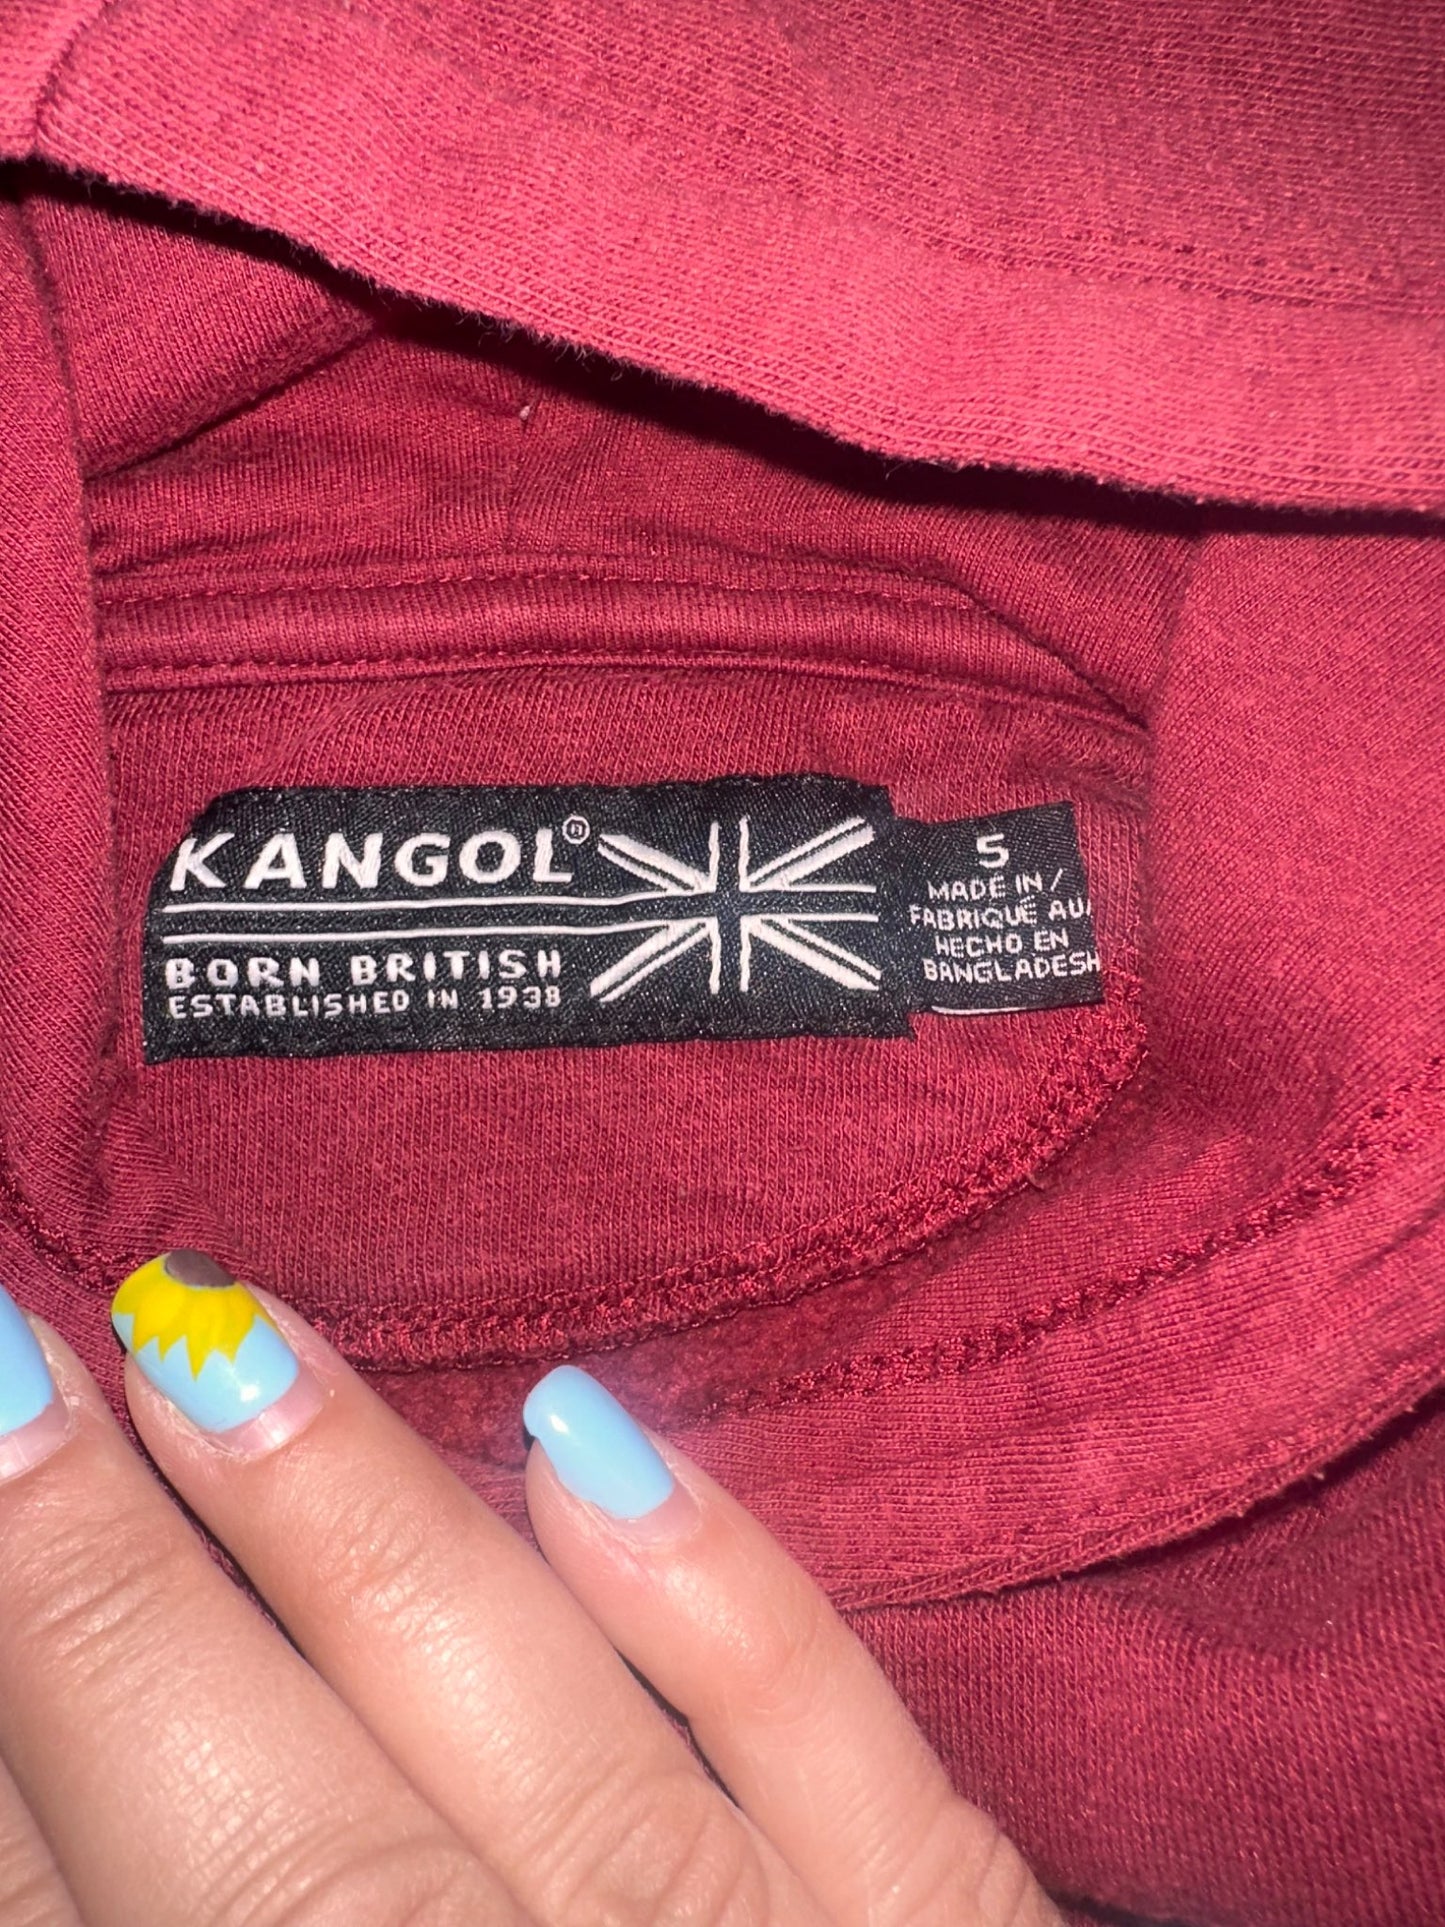 KANGOL®
BORN BRITISH
ESTABLISHED IN 1938
S
MADE IN /
FABRIQUÉ AU/
HECHO EN
BANGLADESH